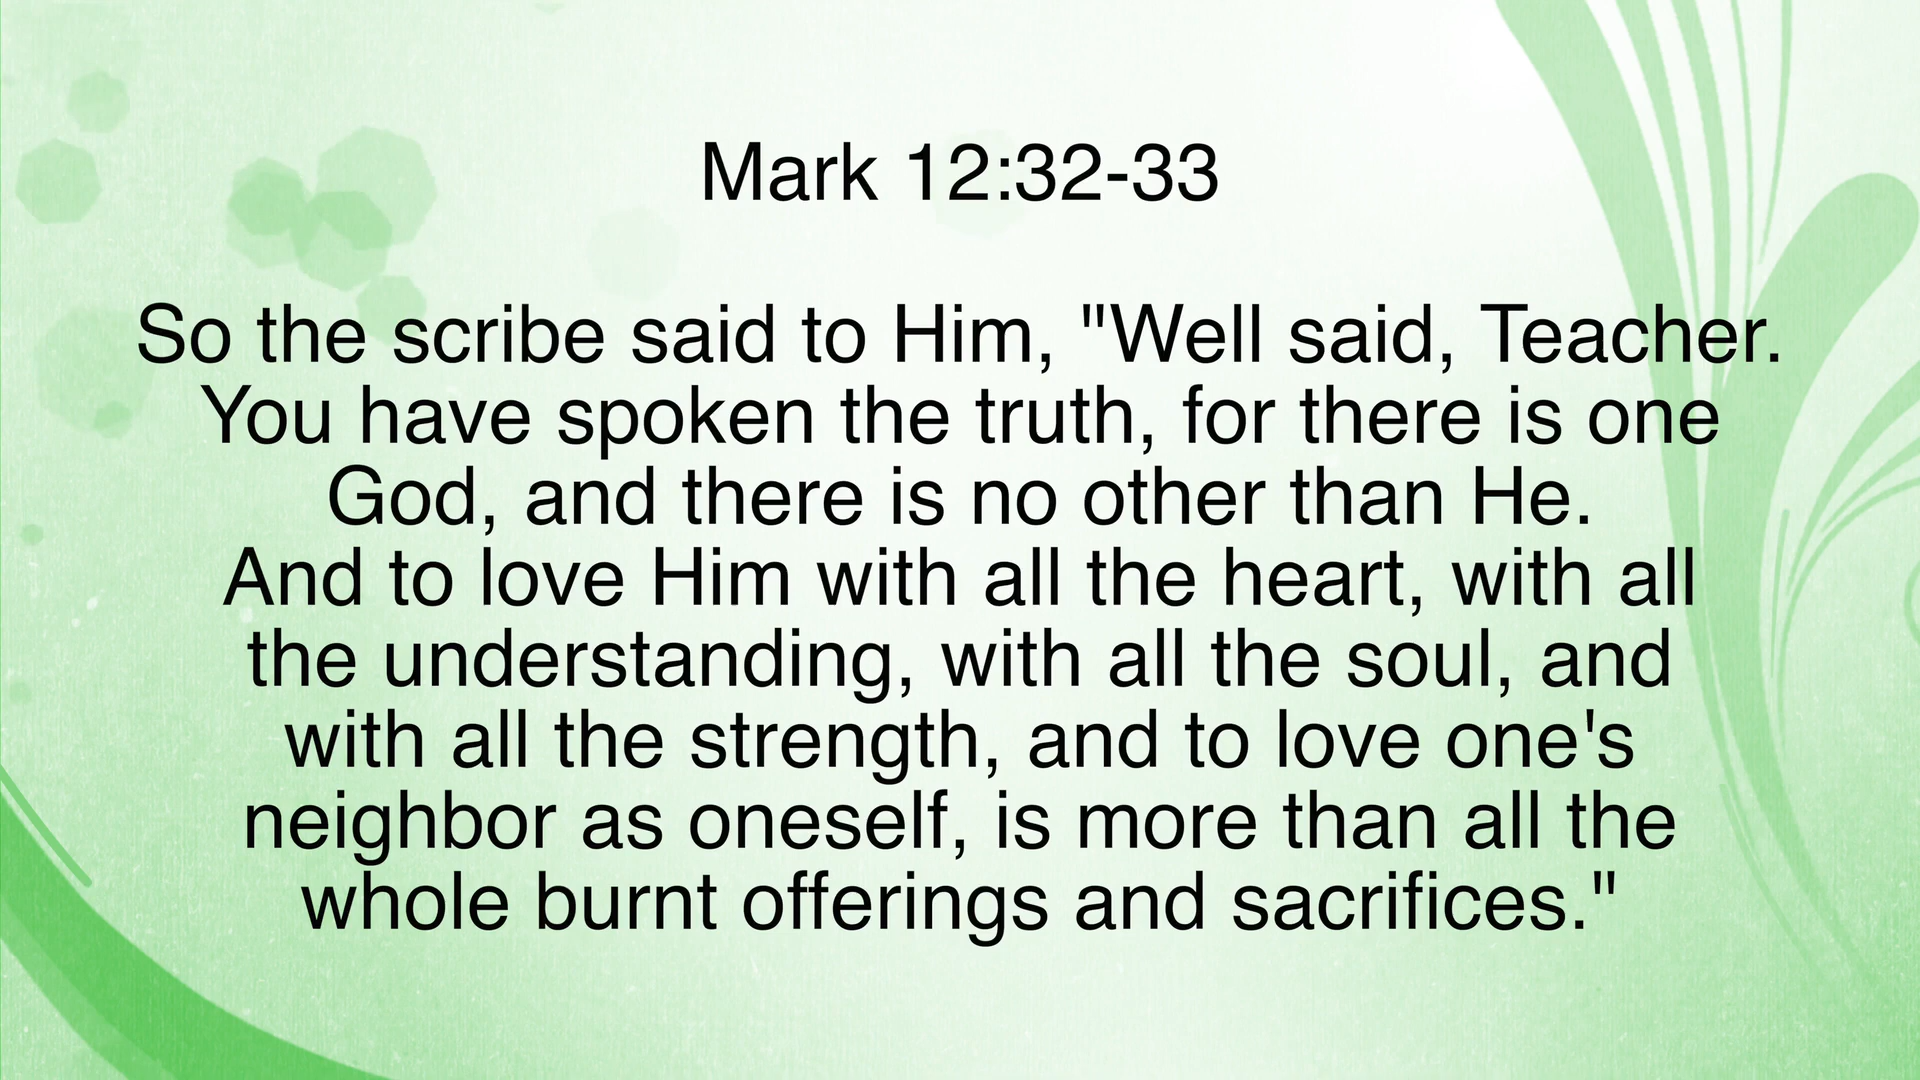 Mark 12:32-33
So the scribe said to Him, "Well said, Teacher.
You have spoken the truth, for there is one
God, and there is no other than He.
And to love Him with all the heart, with all
the understanding, with all the soul, and
with all the strength, and to love one's
neighbor as oneself, is more than all the
whole burnt offerings and sacrifices."